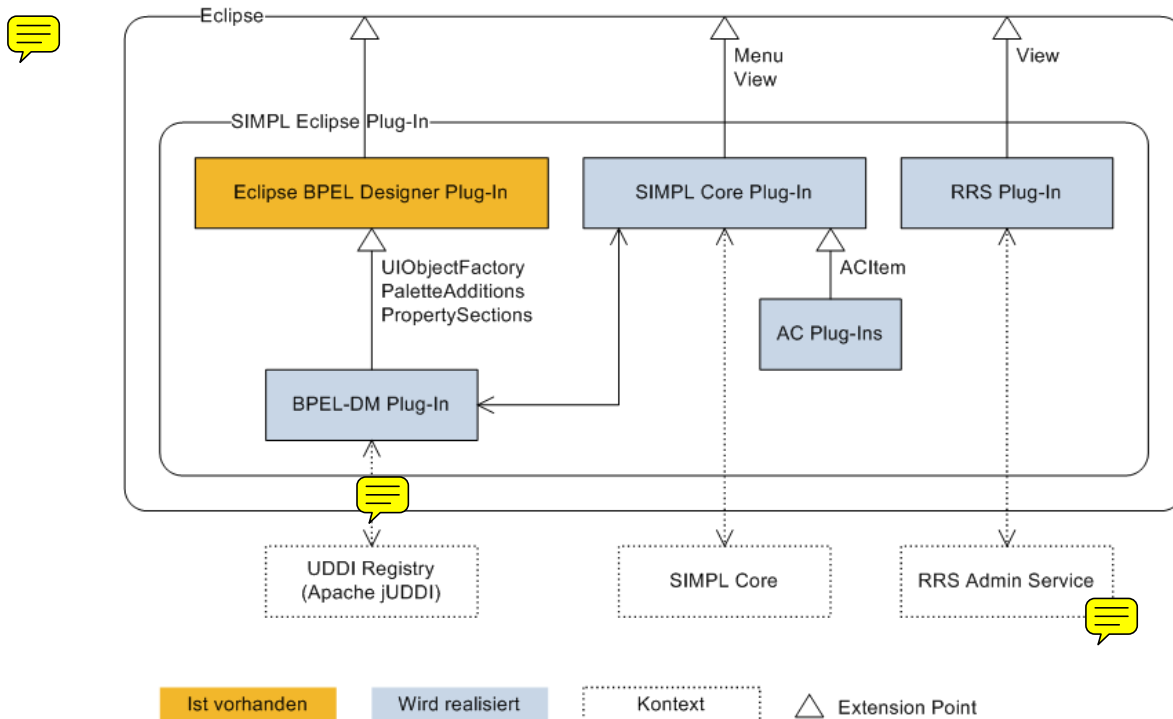 Eclipse
Menu
View
View
SIMPL Eclipse Plug-In
Eclipse BPEL Designer Plug-In
SIMPL Core Plug-In
RRS Plug-In
UIObjectFactory
PaletteAdditions
PropertySections
ACItem
AC Plug-Ins
BPEL-DM Plug-In
UDDI Registry
(Apache jUDDI)
SIMPL Core
RRS Admin Service
Ist vorhanden
Wird realisiert
Kontext
Extension Point